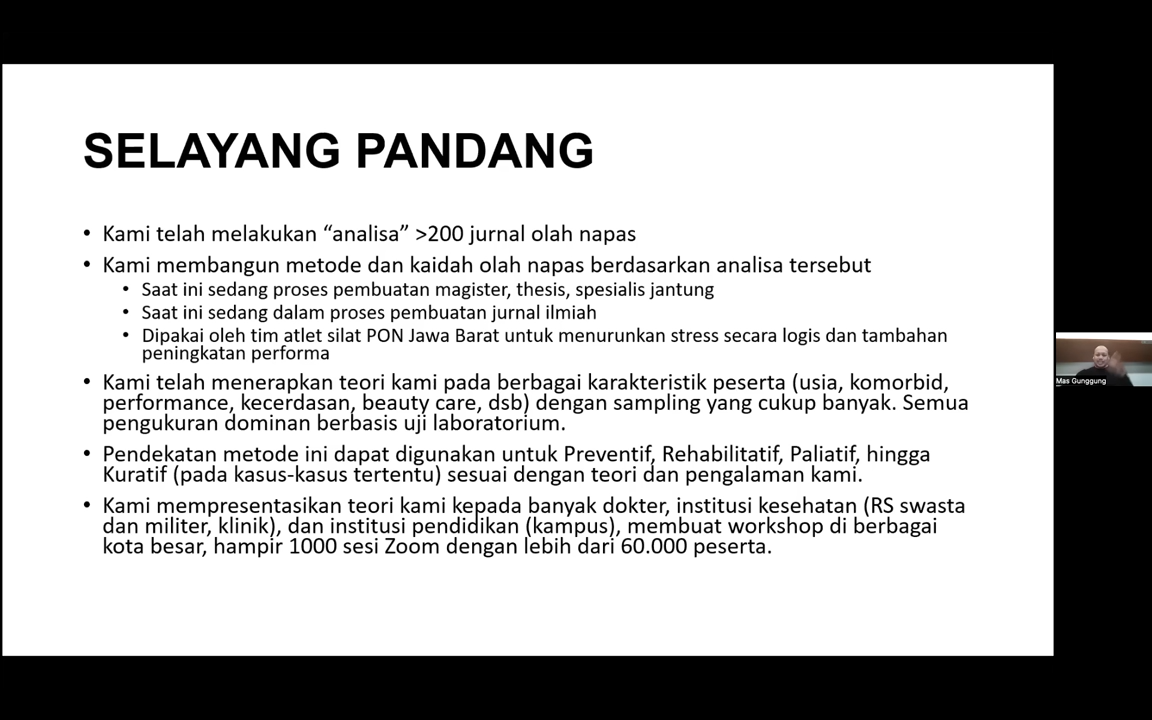 SELAYANG PANDANG
• Kami telah melakukan “analisa” >200 jurnal olah napas
• Kami membangun metode dan kaidah olah napas berdasarkan analisa tersebut
• Saat ini sedang proses pembuatan magister, thesis, spesialis jantung
• Saat ini sedang dalam proses pembuatan jurnal ilmiah
• Dipakai oleh tim atlet silat PON Jawa Barat untuk menurunkan stress secara logis dan tambahan
peningkatan performa
• Kami telah menerapkan teori kami pada berbagai karakteristik peserta (usia, komorbid,
performance, kecerdasan, beauty care, dsb) dengan sampling yang cukup banyak. Semua
pengukuran dominan berbasis uji laboratorium.
• Pendekatan metode ini dapat digunakan untuk Preventif, Rehabilitatif, Paliatif, hingga
Kuratif (pada kasus-kasus tertentu) sesuai dengan teori dan pengalaman kami.
• Kami mempresentasikan teori kami kepada banyak dokter, institusi kesehatan (RS swasta
dan militer, klinik), dan institusi pendidikan (kampus), membuat workshop di berbagai
kota besar, hampir 1000 sesi Zoom dengan lebih dari 60.000 peserta.
Mas Gunggung